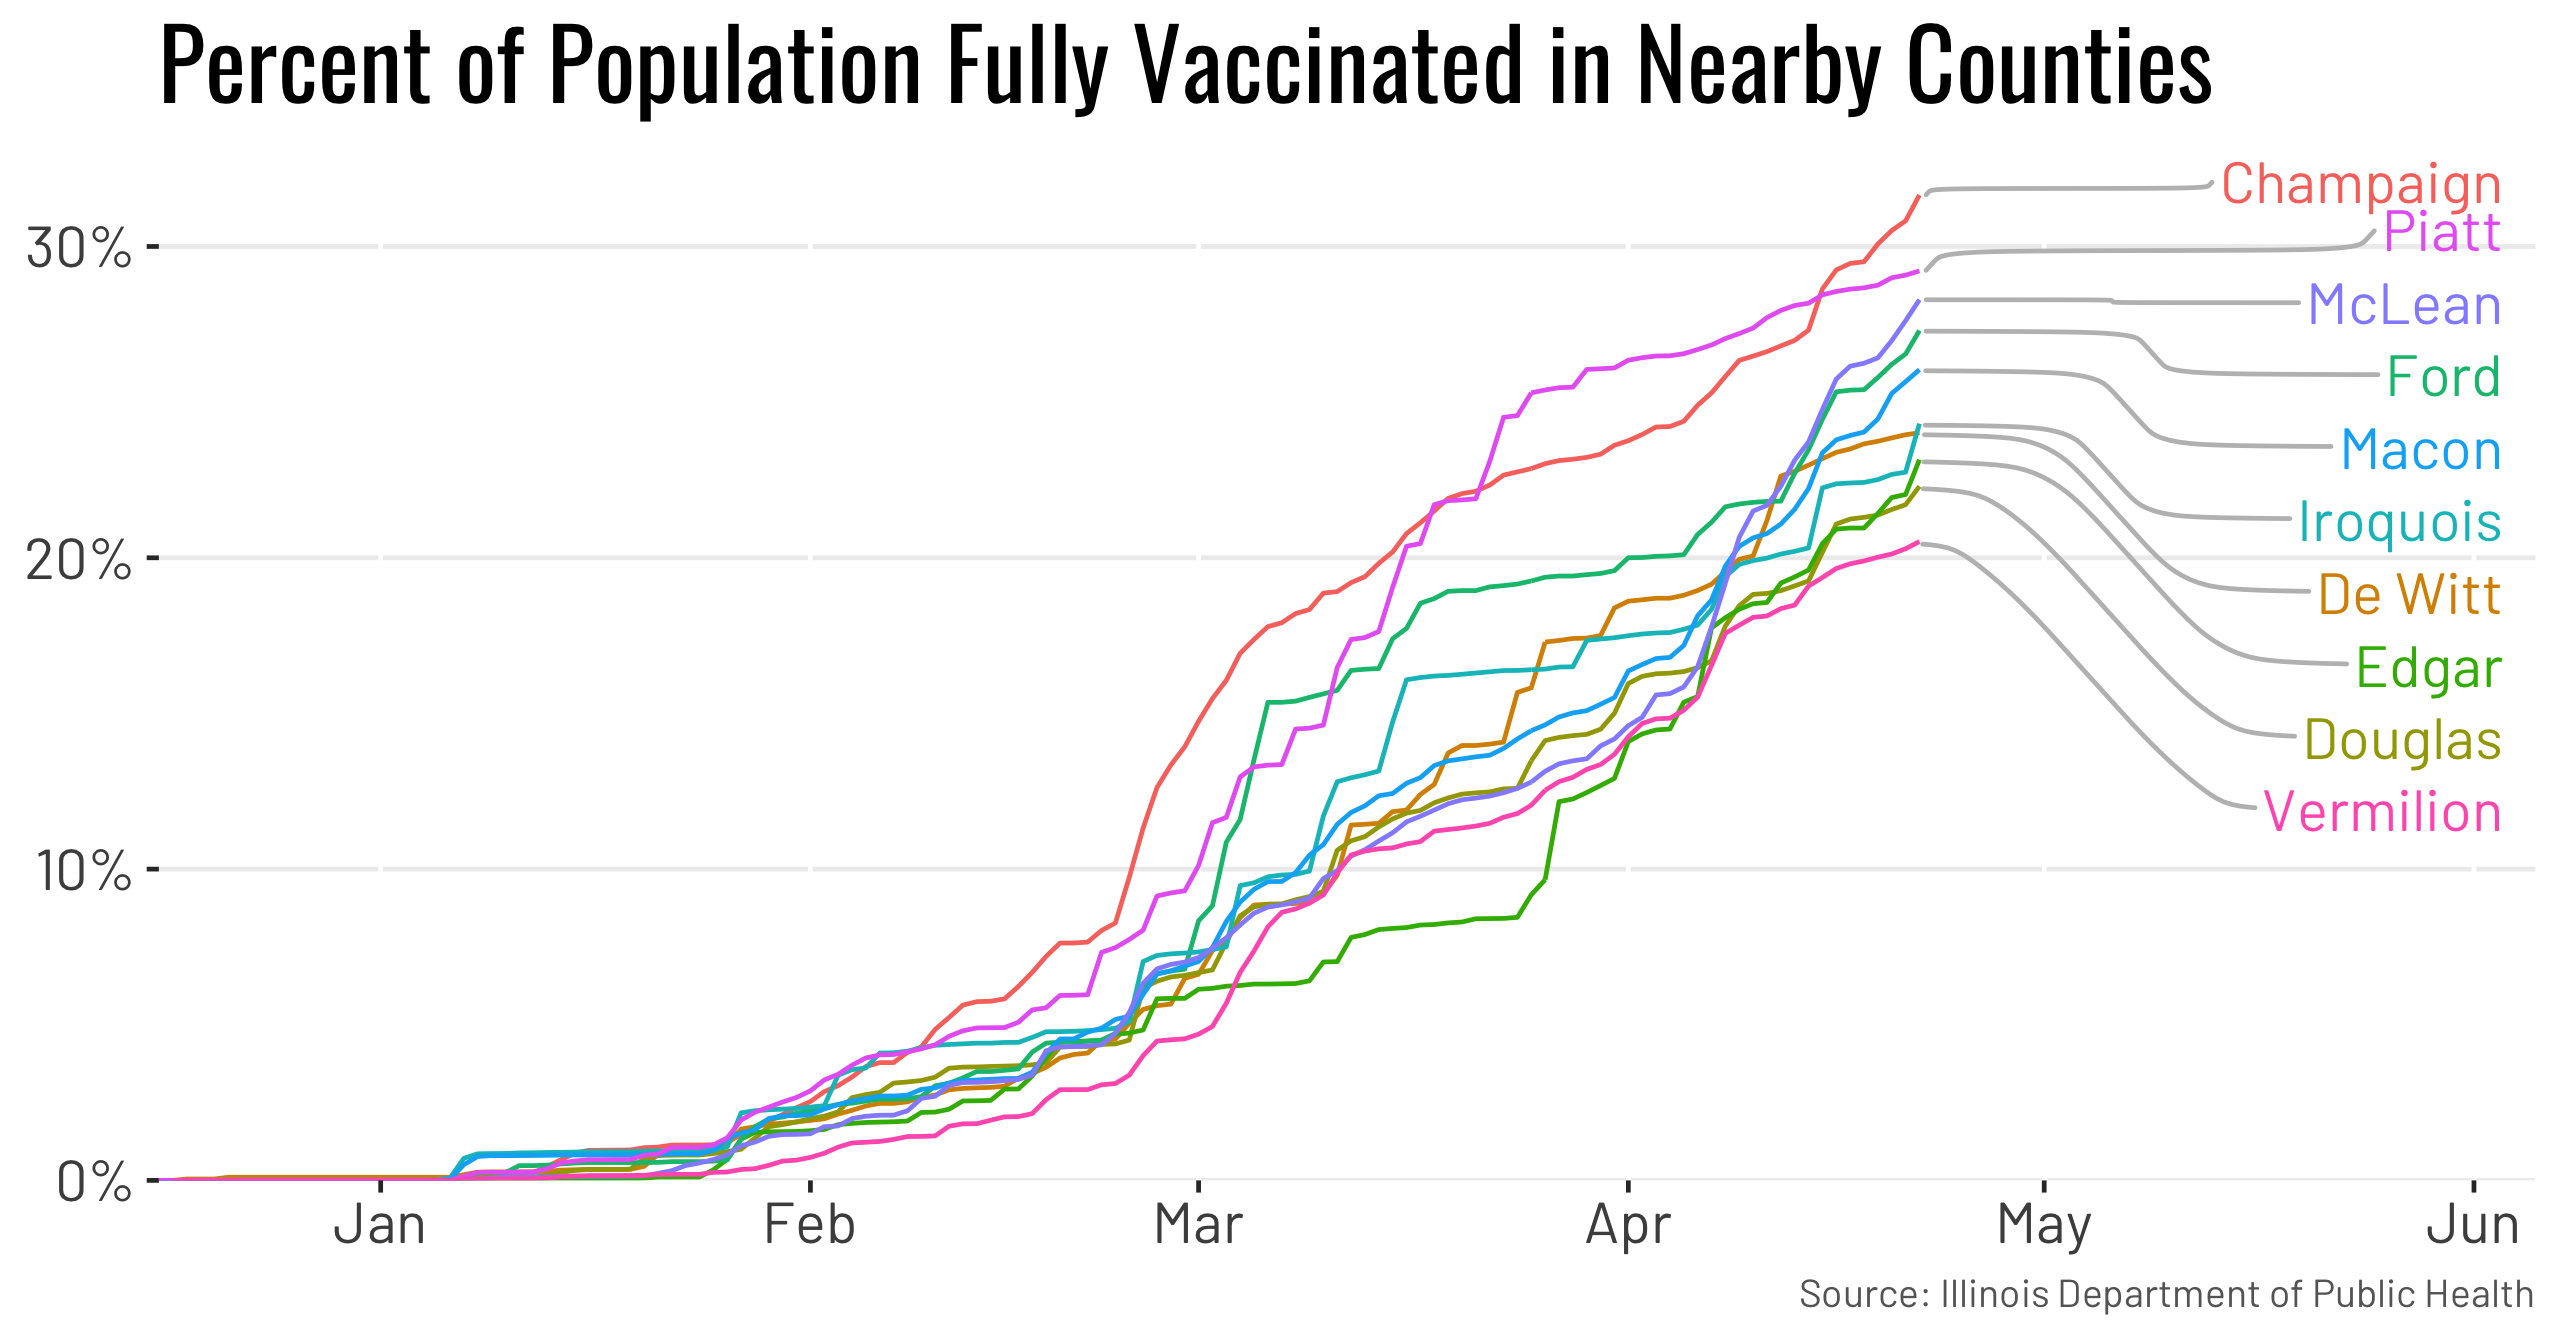 Percent of Population Fully Vaccinated in Nearby Counties
Champaign
Piatt
30%
McLean
Ford
Macon
Iroquois
20%
De Witt
Edgar
Douglas
Vermilion
10%
0%
Jan Feb Mar Apr May Jun
Source: Illinois Department of Public Health